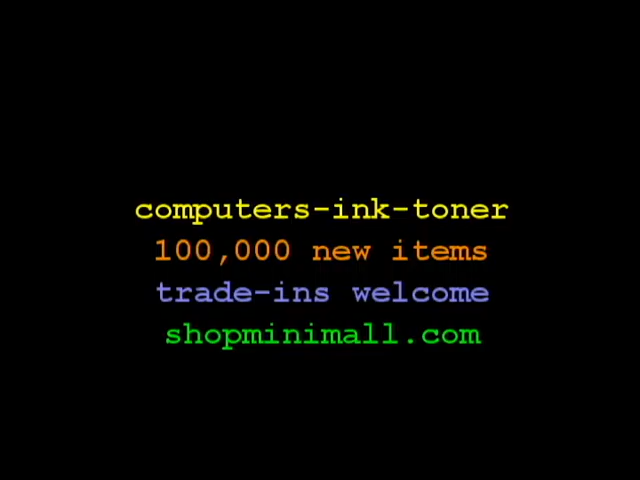 computers-ink-toner
100,000 new items
trade-ins welcome
shopminimall.com